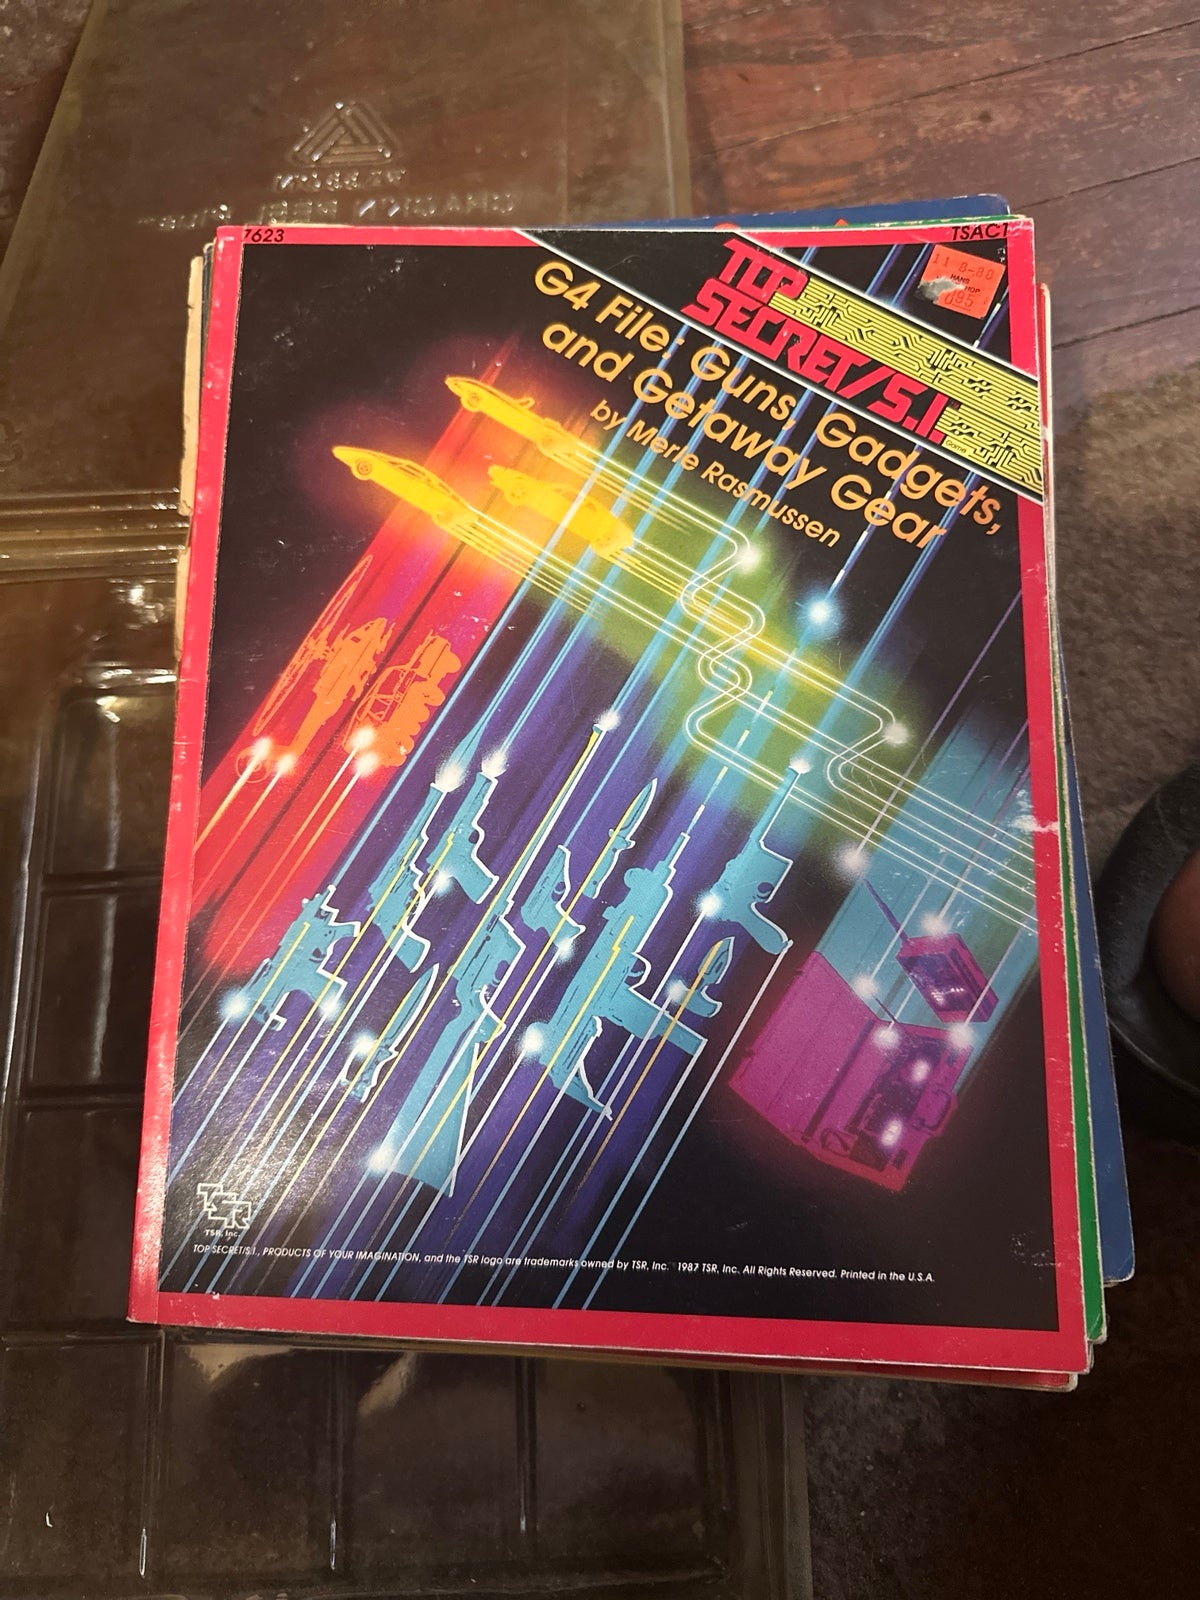 7623
TSAC1
TOP
SECRET/S.I.
G4 File: Guns, Gadgets,
and Getaway Gear
by Merle Rasmussen
TSR, Inc.
TOP SECRET/S.I., PRODUCTS OF YOUR IMAGINATION, and the TSR logo are trademarks owned by TSR, Inc. 1987 TSR, Inc. All Rights Reserved. Printed in the U.S.A.